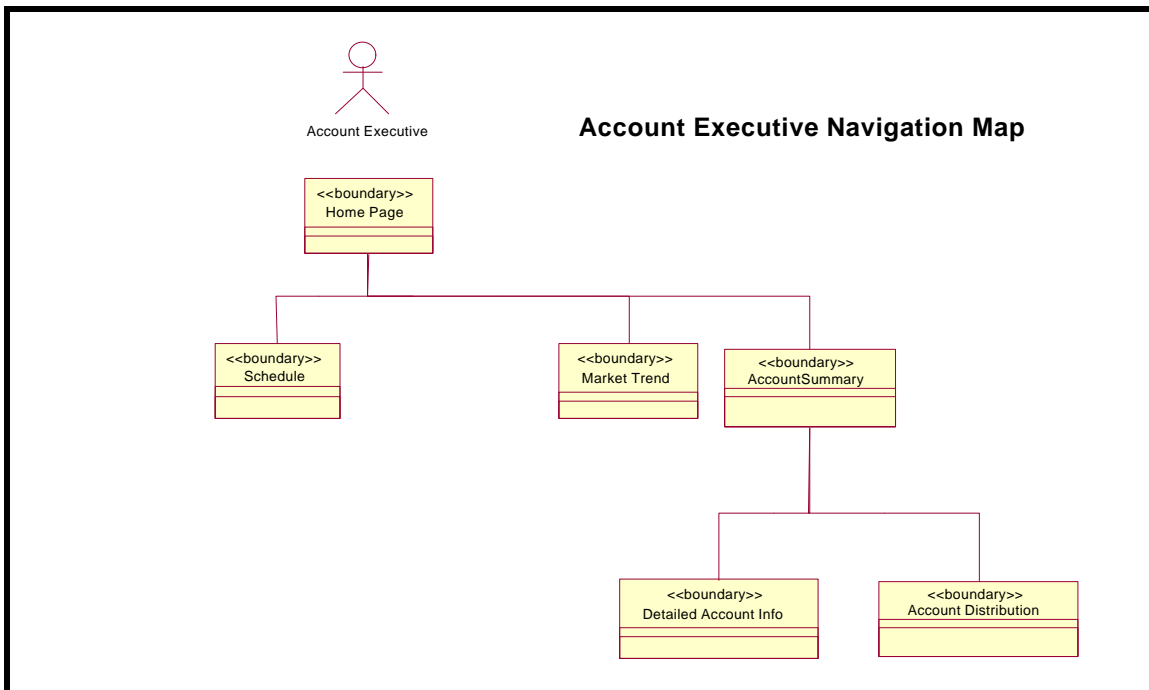 Account Executive
Account Executive Navigation Map
<<boundary>>
Home Page
<<boundary>>
Schedule
<<boundary>>
Market Trend
<<boundary>>
AccountSummary
<<boundary>>
Detailed Account Info
<<boundary>>
Account Distribution